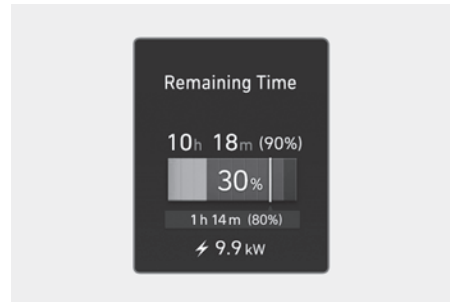 Remaining Time
10h 18m (90%)
30%
1 h 14 m (80%)
9.9 kW